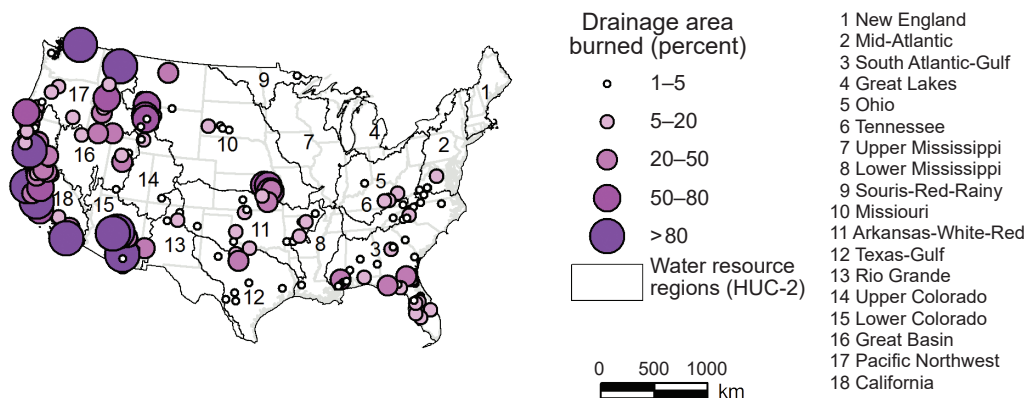 Drainage area
burned (percent)
1–5
5–20
20–50
50–80
>80
Water resource
regions (HUC-2)
0 500 1000
km
1 New England
2 Mid-Atlantic
3 South Atlantic-Gulf
4 Great Lakes
5 Ohio
6 Tennessee
7 Upper Mississippi
8 Lower Mississippi
9 Souris-Red-Rainy
10 Missouri
11 Arkansas-White-Red
12 Texas-Gulf
13 Rio Grande
14 Upper Colorado
15 Lower Colorado
16 Great Basin
17 Pacific Northwest
18 California
9
17
1
10
7
4
2
16
14
5
18
15
6
11
13
8
3
12